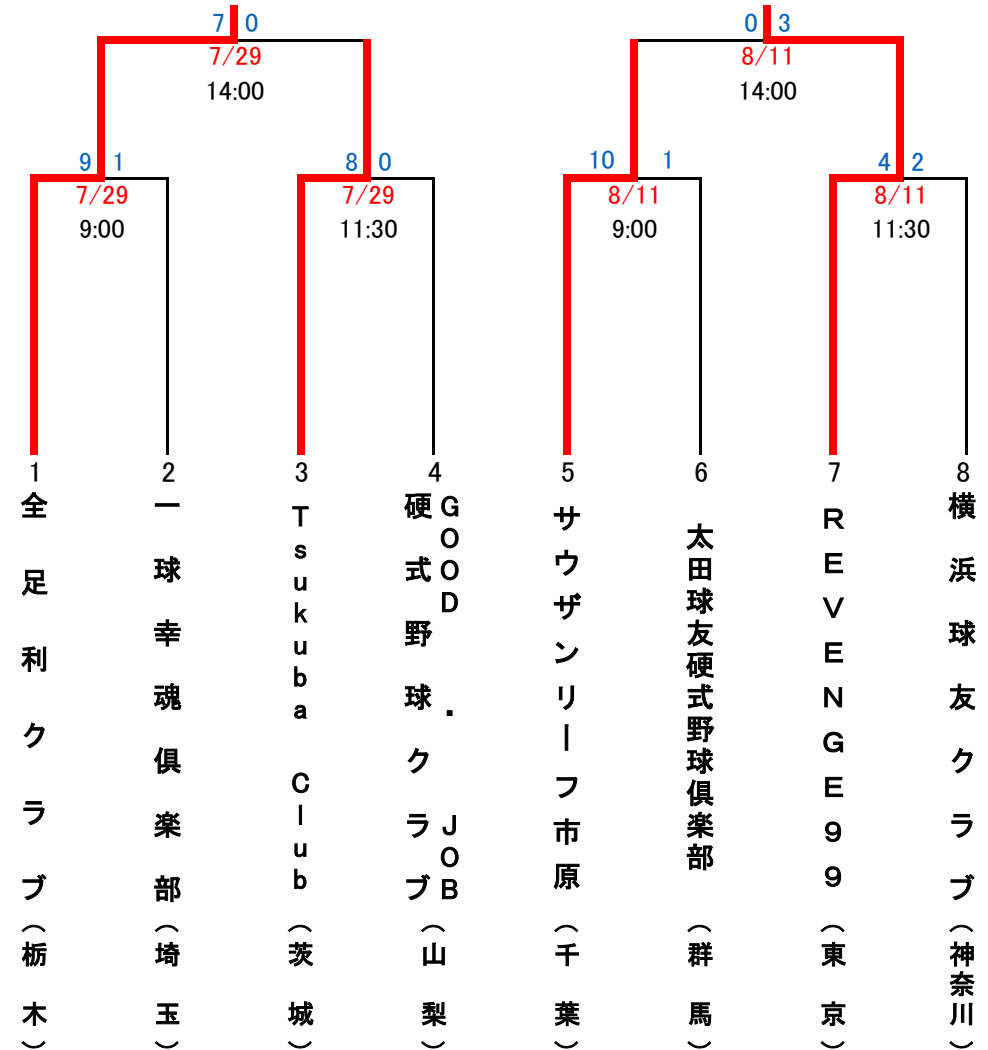 7 0
7/29
14:00
0 3
8/11
14:00
9 1
7/29
9:00
8 0
7/29
11:30
10 1
8/11
9:00
4 2
8/11
11:30
1
全足利クラブ(栃木)
2
一球幸魂倶楽部(埼玉)
3
Tsukuba Club(茨城)
4
GOOD・JOB
硬式野球クラブ(山梨)
5
サウザンリーフ市原(千葉)
6
太田球友硬式野球倶楽部(群馬)
7
REVENGE99(東京)
8
横浜球友クラブ(神奈川)